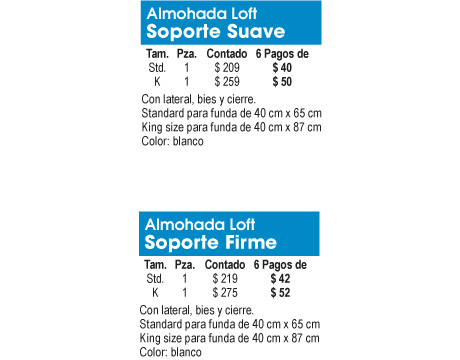 Almohada Loft
Soporte Suave
Tam. Pza. Contado 6 Pagos de
Std. 1 $ 209 $ 40
K 1 $ 259 $ 50
Con lateral, bies y cierre.
Standard para funda de 40 cm x 65 cm
King size para funda de 40 cm x 87 cm
Color: blanco
Almohada Loft
Soporte Firme
Tam. Pza. Contado 6 Pagos de
Std. 1 $ 219 $ 42
K 1 $ 275 $ 52
Con lateral, bies y cierre.
Standard para funda de 40 cm x 65 cm
King size para funda de 40 cm x 87 cm
Color: blanco